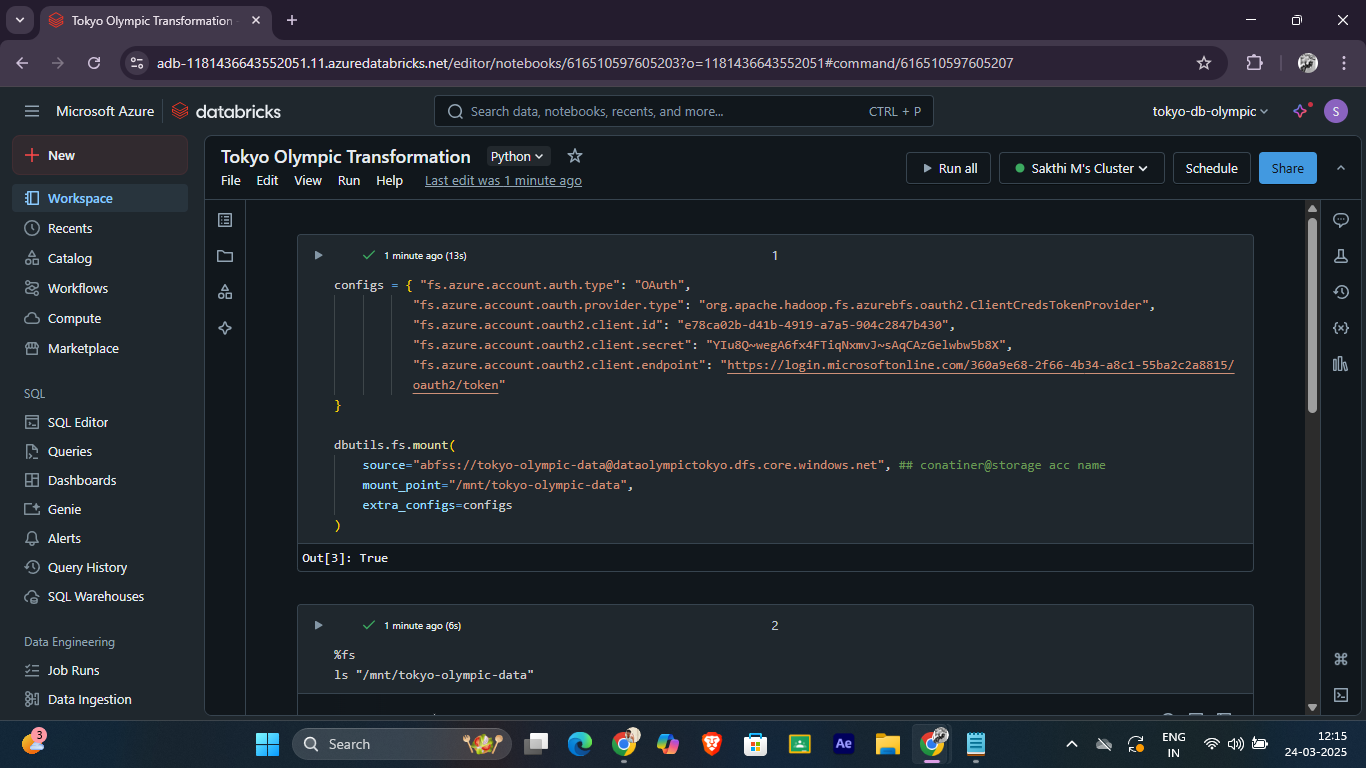 Tokyo Olympic Transformation
adb-1181436643552051.11.azuredatabricks.net/editor/notebooks/616510597605203?o=1181436643552051#command/616510597605207
Microsoft Azure
databricks
Search data, notebooks, recents, and more...
CTRL + P
tokyo-db-olympic
S
New
Workspace
Recents
Catalog
Workflows
Compute
Marketplace
SQL
SQL Editor
Queries
Dashboards
Genie
Alerts
Query History
SQL Warehouses
Data Engineering
Job Runs
Data Ingestion
Tokyo Olympic Transformation
Python
File Edit View Run Help
Last edit was 1 minute ago
Run all
Sakthi M's Cluster
Schedule
Share
1 minute ago (13s)
1
configs = { "fs.azure.account.auth.type": "OAuth",
"fs.azure.account.oauth.provider.type": "org.apache.hadoop.fs.azurebfs.oauth2.ClientCredsTokenProvider",
"fs.azure.account.oauth2.client.id": "e78ca02b-d41b-4919-a7a5-904c2847b430",
"fs.azure.account.oauth2.client.secret": "YIu8Q~wegA6fx4FTiqNxmvJ~sAqCAzGelwbw5b8X",
"fs.azure.account.oauth2.client.endpoint": "https://login.microsoftonline.com/360a9e68-2f66-4b34-a8c1-55ba2c2a8815/
oauth2/token"
}
dbutils.fs.mount(
source="abfss://tokyo-olympic-data@dataolympictokyo.dfs.core.windows.net", ## conatiner@storage acc name
mount_point="/mnt/tokyo-olympic-data",
extra_configs=configs
)
Out[3]: True
1 minute ago (6s)
2
%fs
ls "/mnt/tokyo-olympic-data"
3
Search
Ae
ENG
IN
12:15
24-03-2025